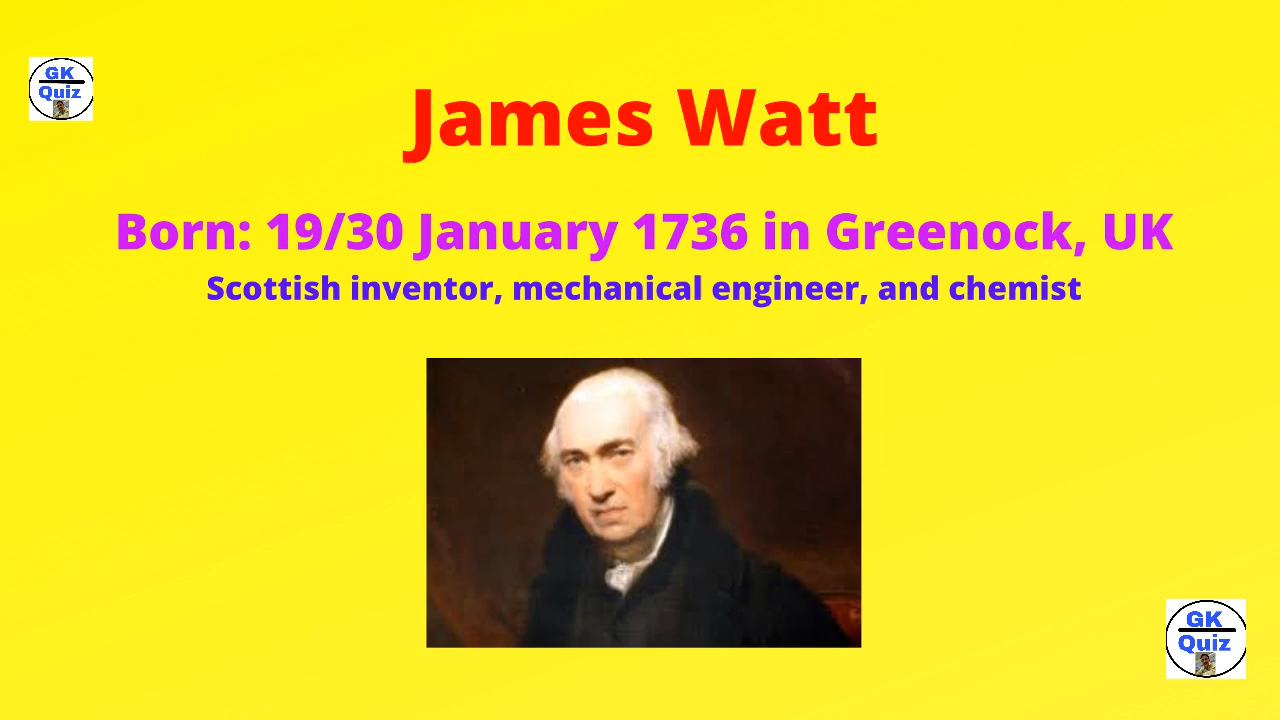 GK
Quiz
James Watt
Born: 19/30 January 1736 in Greenock, UK
Scottish inventor, mechanical engineer, and chemist
GK
Quiz